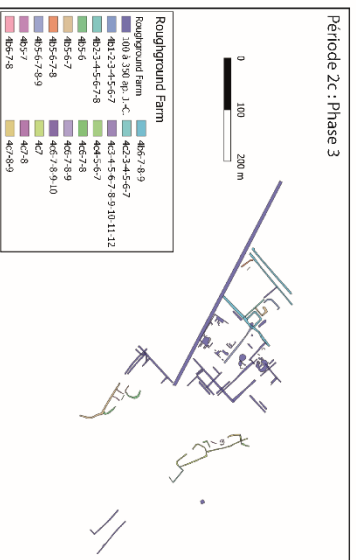 Période 2c : Phase 3
0 100 200 m
Roughground Farm
Roughground Farm
100 à 350 ap. J.-C.
4b1-2-3-4-5-6-7
4b2-3-4-5-6-7-8
4b5-6
4b5-6-7
4b5-6-7-8
4b5-6-7-8-9
4b5-7
4b6-7-8
4b6-7-8-9
4c2-3-4-5-6-7
4c3-4-5-6-7-8-9-10-11-12
4c4-5-6-7
4c6-7-8
4c6-7-8-9
4c6-7-8-9-10
4c7
4c7-8
4c7-8-9